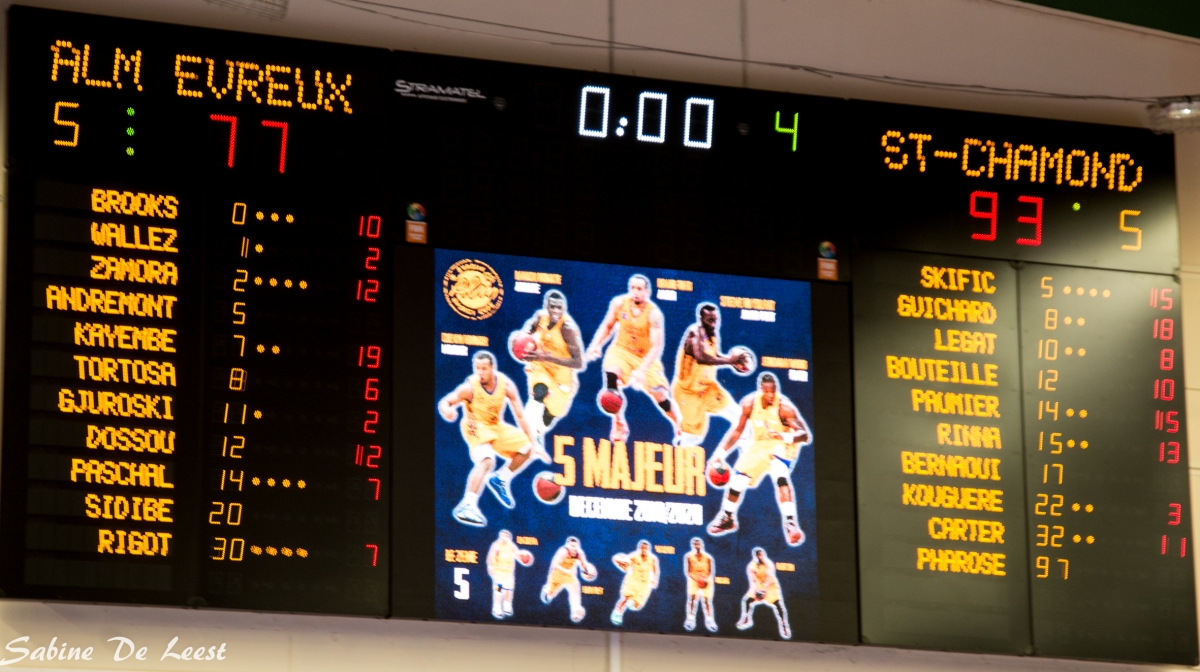 ALM EVREUX
STRAMATEL
0:00 4
ST-CHAMOND
5 77
93 5
BROOKS 0 10
WALLEZ 11 2
ZAMORA 2 12
ANDREMONT 5
KAYEMBE 7 19
TORTOSA 8 6
GJUROSKI 11 2
DOSSOU 12 12
PASCHAL 14 7
SIDIBE 20
RIGOT 30 7
5 MAJEUR
DECENNIE 2010/2020
5
SKIFIC 5 15
GUICHARD 8 18
LEGAT 10 8
BOUTEILLE 12 10
PAUMIER 14 15
RINNA 15 13
BERNAOUI 17
KOUGUERE 22 3
CARTER 32 11
PHAROSE 97
Sabine De Leest